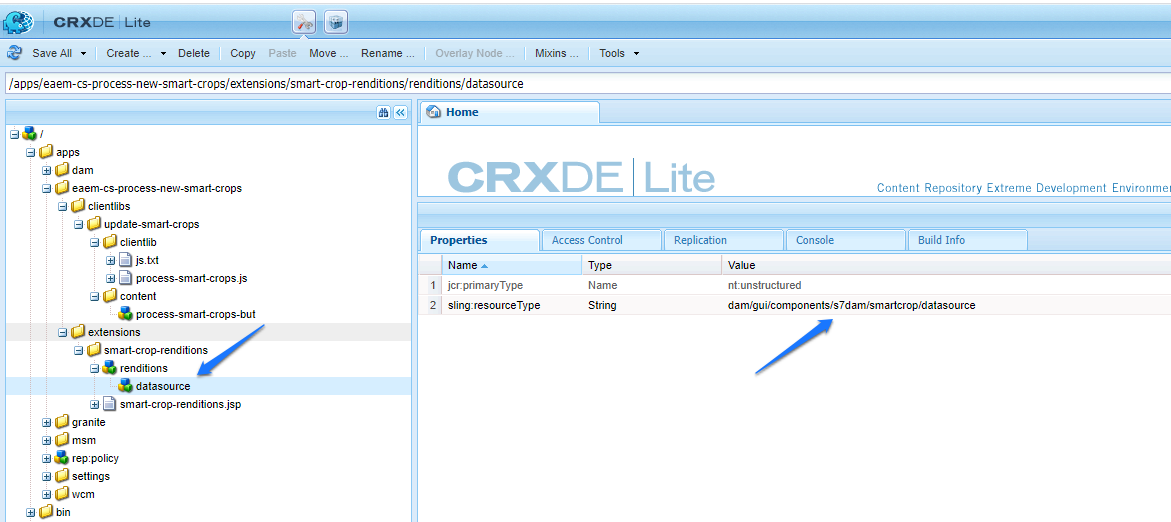 CRXDE | Lite
Save All Create ... Delete Copy Paste Move ... Rename ... Overlay Node ... Mixins ... Tools
/apps/eaem-cs-process-new-smart-crops/extensions/smart-crop-renditions/renditions/datasource
/
apps
dam
eaem-cs-process-new-smart-crops
clientlibs
update-smart-crops
clientlib
js.txt
process-smart-crops.js
content
process-smart-crops-but
extensions
smart-crop-renditions
renditions
datasource
smart-crop-renditions.jsp
granite
msm
rep:policy
settings
wcm
bin
Home
CRXDE | Lite
Content Repository Extreme Development Environme
Properties Access Control Replication Console Build Info
Name Type Value
1 jcr:primaryType Name nt:unstructured
2 sling:resourceType String dam/gui/components/s7dam/smartcrop/datasource